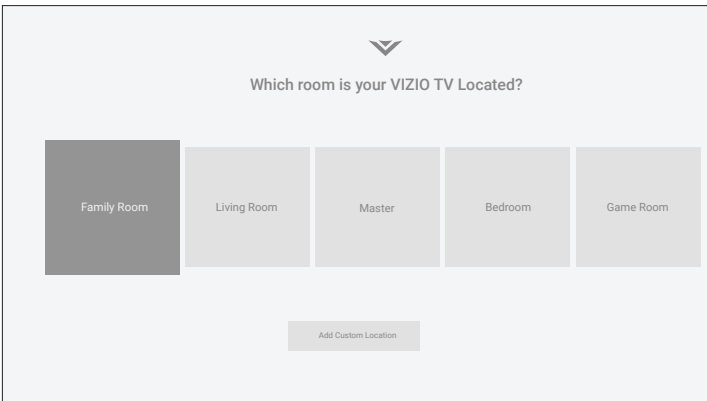 Which room is your VIZIO TV Located?
Family Room
Living Room
Master
Bedroom
Game Room
Add Custom Location